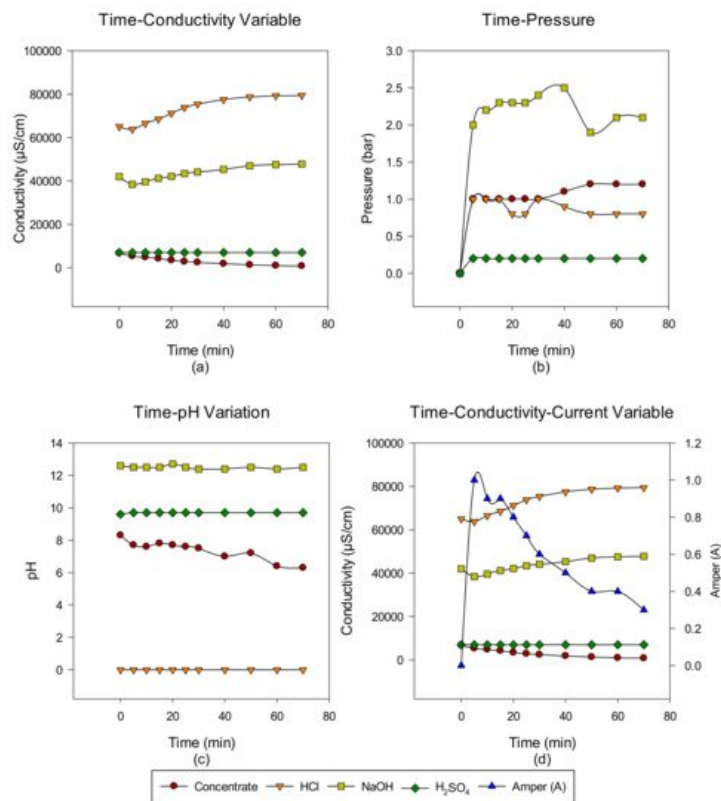 Time-Conductivity Variable
100000
80000
60000
40000
20000
0
Conductivity (µS/cm)
0 20 40 60 80
Time (min)
(a)
Time-Pressure
3.0
2.5
2.0
1.5
1.0
0.5
0.0
Pressure (bar)
0 20 40 60 80
Time (min)
(b)
Time-pH Variation
14
12
10
8
6
4
2
0
pH
0 20 40 60 80
Time (min)
(c)
Time-Conductivity-Current Variable
100000
80000
60000
40000
20000
0
Conductivity (µS/cm)
1.2
1.0
0.8
0.6
0.4
0.2
0.0
Amper (A)
0 20 40 60 80
Time (min)
(d)
Concentrate HCl NaOH H₂SO₄ Amper (A)